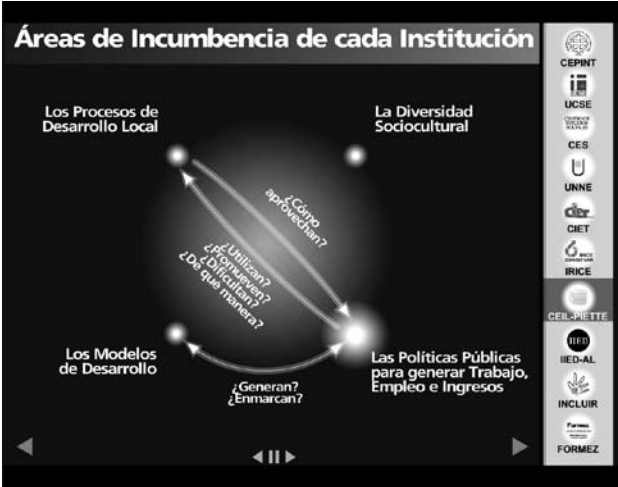 Áreas de Incumbencia de cada Institución
Los Procesos de
Desarrollo Local
La Diversidad
Sociocultural
¿Cómo
aprovechan?
¿Utilizan?
¿Promueven?
¿Dificultan?
¿De qué manera?
Los Modelos
de Desarrollo
Las Políticas Públicas
para generar Trabajo,
Empleo e Ingresos
¿Generan?
¿Enmarcan?
CEPINT
UCSE
CES
UNNE
CIET
IRICE
CEIL-PIETTE
IIED
IIED-AL
INCLUIR
Formez
FORMEZ